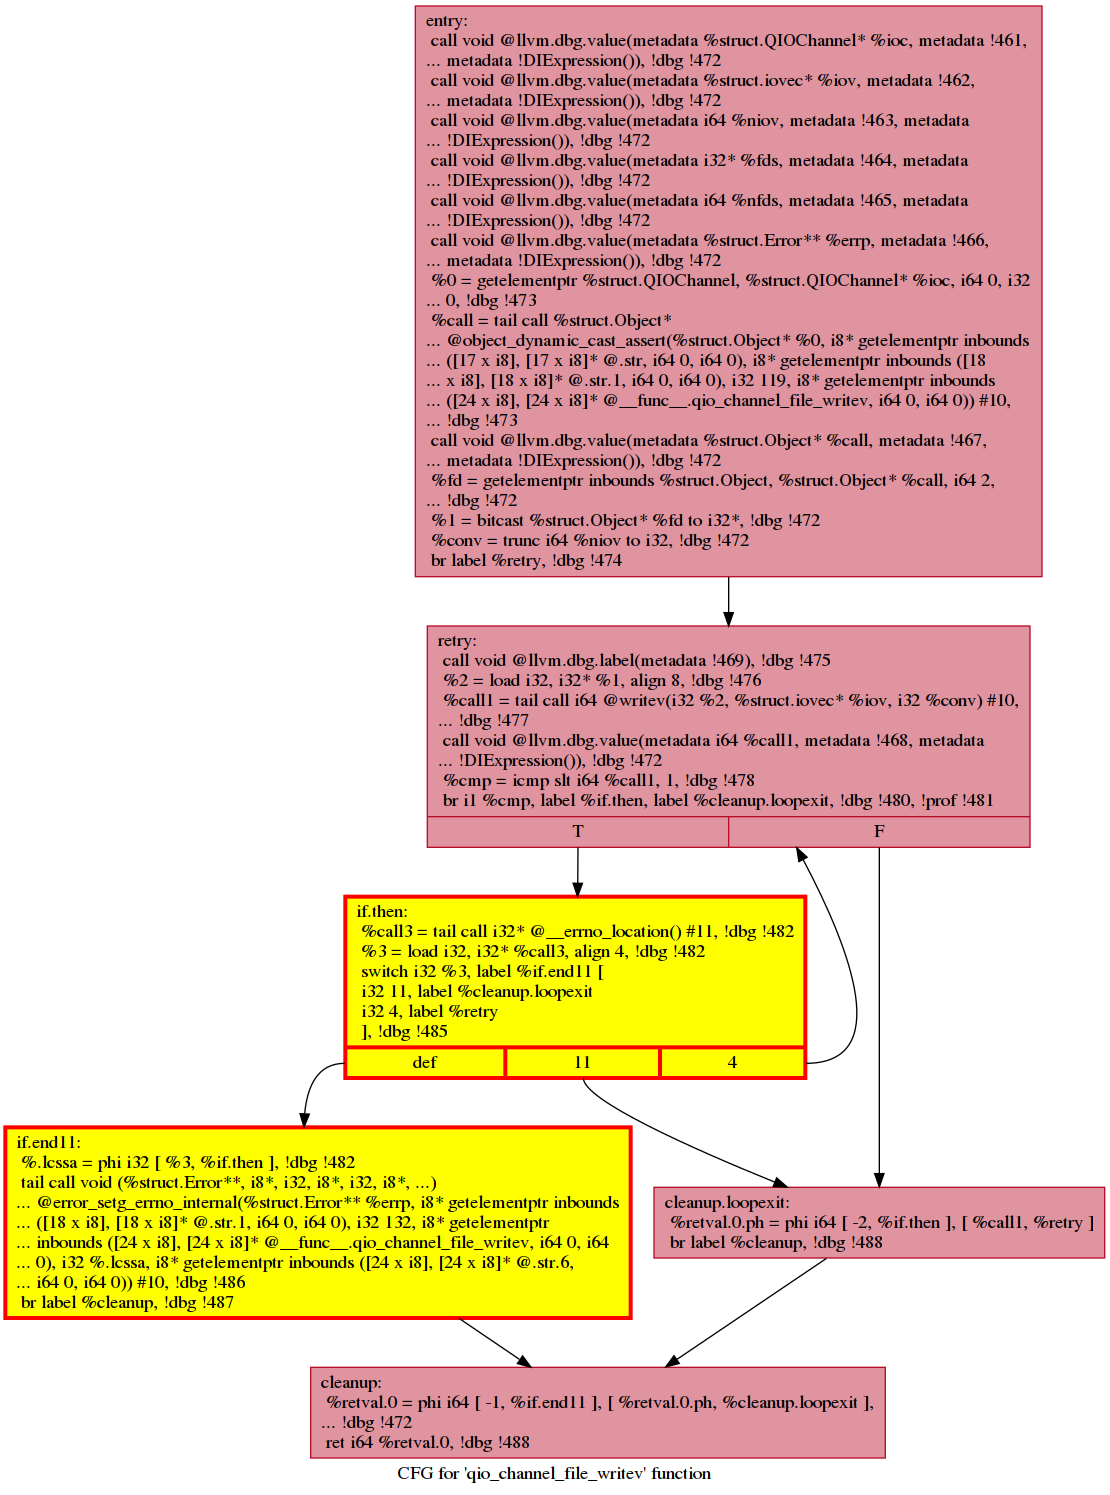 entry:
call void @llvm.dbg.value(metadata %struct.QIOChannel* %ioc, metadata !461,
... metadata !DIExpression()), !dbg !472
call void @llvm.dbg.value(metadata %struct.iovec* %iov, metadata !462,
... metadata !DIExpression()), !dbg !472
call void @llvm.dbg.value(metadata i64 %niov, metadata !463, metadata
... !DIExpression()), !dbg !472
call void @llvm.dbg.value(metadata i32* %fds, metadata !464, metadata
... !DIExpression()), !dbg !472
call void @llvm.dbg.value(metadata i64 %nfds, metadata !465, metadata
... !DIExpression()), !dbg !472
call void @llvm.dbg.value(metadata %struct.Error** %errp, metadata !466,
... metadata !DIExpression()), !dbg !472
%0 = getelementptr %struct.QIOChannel, %struct.QIOChannel* %ioc, i64 0, i32
... 0, !dbg !473
%call = tail call %struct.Object*
... @object_dynamic_cast_assert(%struct.Object* %0, i8* getelementptr inbounds
... ([17 x i8], [17 x i8]* @.str, i64 0, i64 0), i8* getelementptr inbounds ([18
... x i8], [18 x i8]* @.str.1, i64 0, i64 0), i32 119, i8* getelementptr inbounds
... ([24 x i8], [24 x i8]* @__func__.qio_channel_file_writev, i64 0, i64 0)) #10,
... !dbg !473
call void @llvm.dbg.value(metadata %struct.Object* %call, metadata !467,
... metadata !DIExpression()), !dbg !472
%fd = getelementptr inbounds %struct.Object, %struct.Object* %call, i64 2,
... !dbg !472
%1 = bitcast %struct.Object* %fd to i32*, !dbg !472
%conv = trunc i64 %niov to i32, !dbg !472
br label %retry, !dbg !474
retry:
call void @llvm.dbg.label(metadata !469), !dbg !475
%2 = load i32, i32* %1, align 8, !dbg !476
%call1 = tail call i64 @writev(i32 %2, %struct.iovec* %iov, i32 %conv) #10,
... !dbg !477
call void @llvm.dbg.value(metadata i64 %call1, metadata !468, metadata
... !DIExpression()), !dbg !472
%cmp = icmp slt i64 %call1, 1, !dbg !478
br i1 %cmp, label %if.then, label %cleanup.loopexit, !dbg !480, !prof !481
T F
if.then:
%call3 = tail call i32* @__errno_location() #11, !dbg !482
%3 = load i32, i32* %call3, align 4, !dbg !482
switch i32 %3, label %if.end11 [
i32 11, label %cleanup.loopexit
i32 4, label %retry
], !dbg !485
def 11 4
if.end11:
%.lcssa = phi i32 [ %3, %if.then ], !dbg !482
tail call void (%struct.Error**, i8*, i32, i8*, i32, i8*, ...)
... @error_setg_errno_internal(%struct.Error** %errp, i8* getelementptr inbounds
... ([18 x i8], [18 x i8]* @.str.1, i64 0, i64 0), i32 132, i8* getelementptr
... inbounds ([24 x i8], [24 x i8]* @__func__.qio_channel_file_writev, i64 0, i64
... 0), i32 %.lcssa, i8* getelementptr inbounds ([24 x i8], [24 x i8]* @.str.6,
... i64 0, i64 0)) #10, !dbg !486
br label %cleanup, !dbg !487
cleanup.loopexit:
%retval.0.ph = phi i64 [ -2, %if.then ], [ %call1, %retry ]
br label %cleanup, !dbg !488
cleanup:
%retval.0 = phi i64 [ -1, %if.end11 ], [ %retval.0.ph, %cleanup.loopexit ],
... !dbg !472
ret i64 %retval.0, !dbg !488
CFG for 'qio_channel_file_writev' function